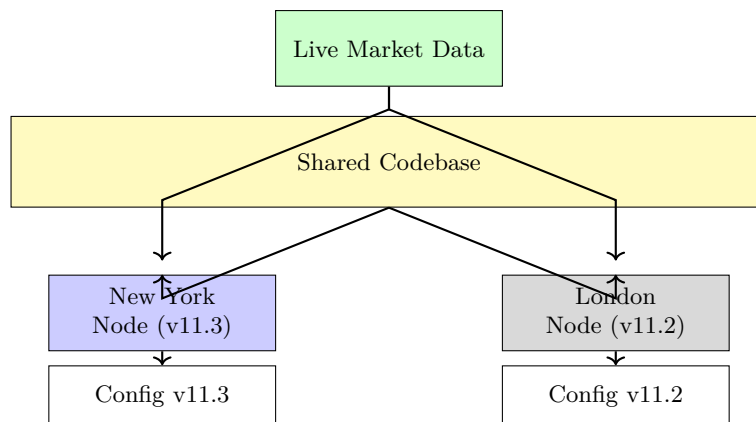 Live Market Data
Shared Codebase
New York
Node (v11.3)
London
Node (v11.2)
Config v11.3
Config v11.2